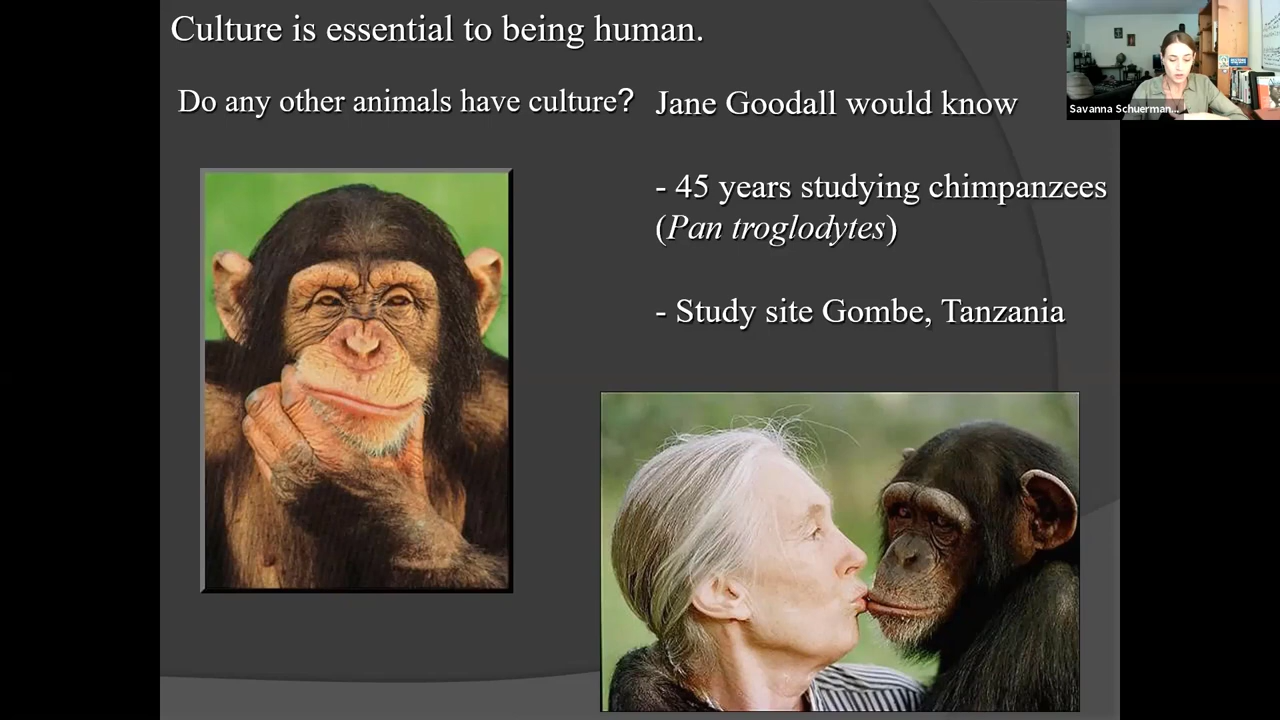 Culture is essential to being human.
Do any other animals have culture?
Jane Goodall would know
- 45 years studying chimpanzees
(Pan troglodytes)
- Study site Gombe, Tanzania
Savanna Schuerman...